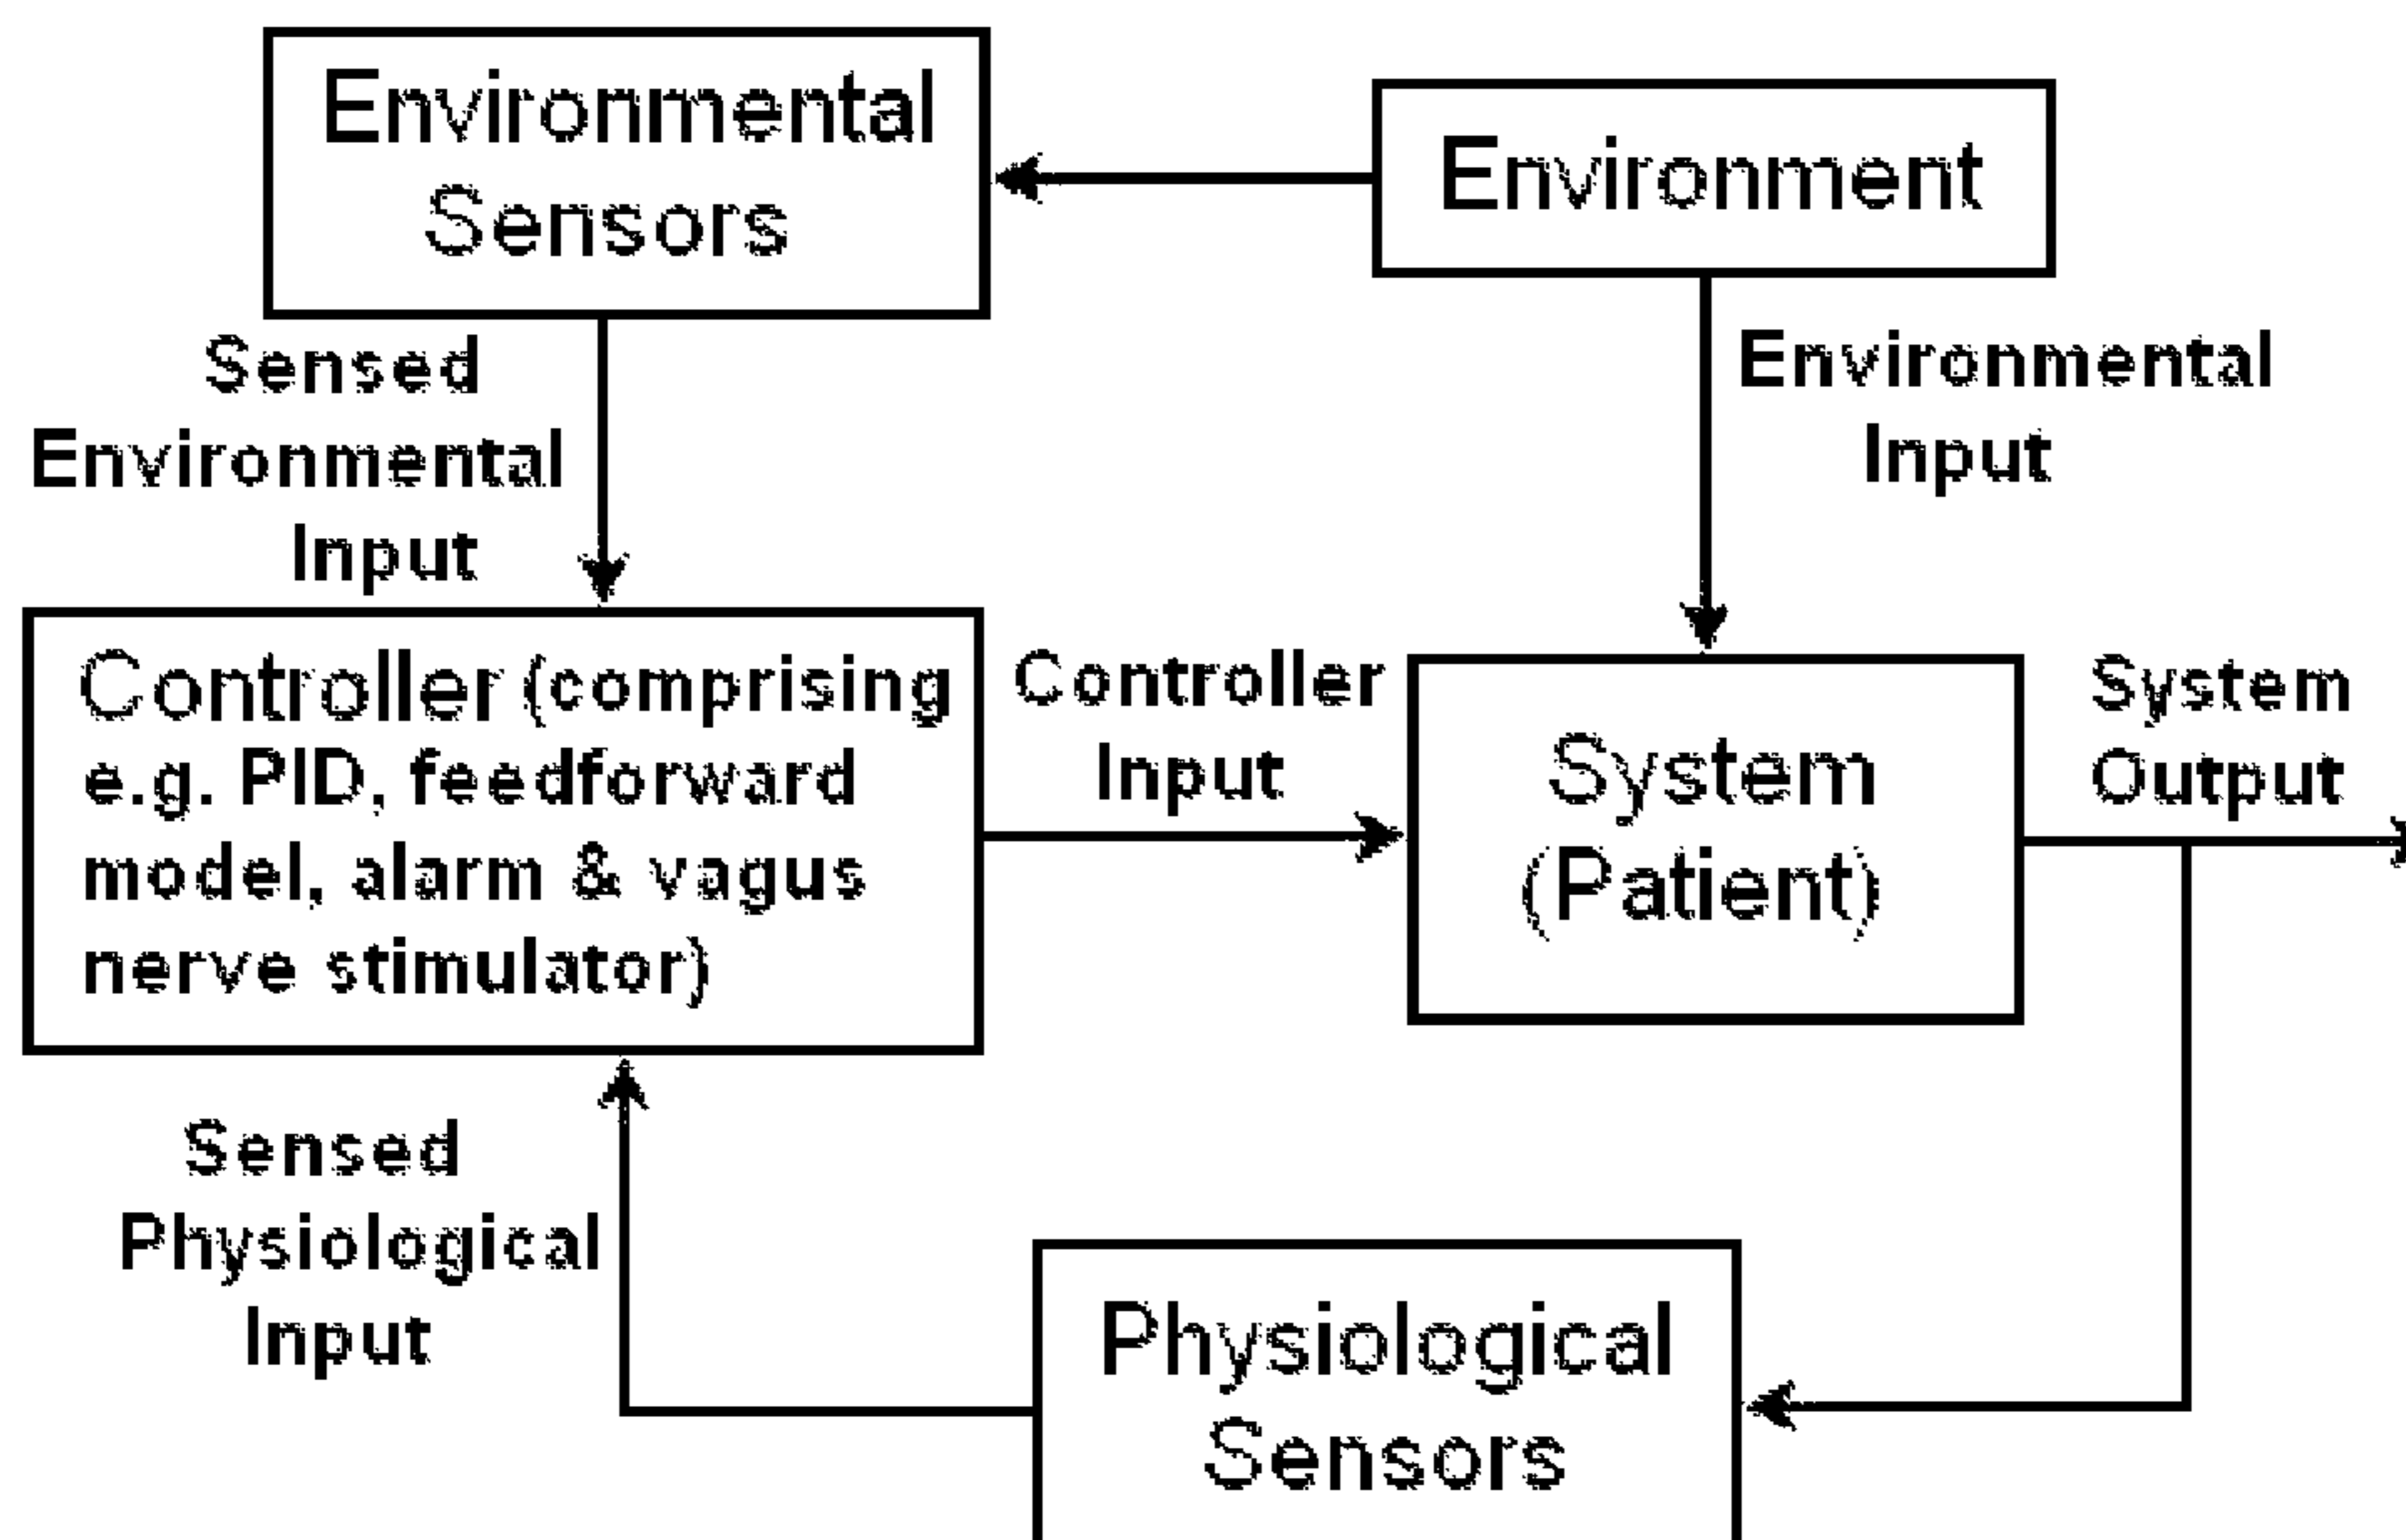 Environmental
Sensors
Environment
Sensed
Environmental
Input
Environmental
Input
Controller (comprising
e.g. PID, feedforward
model, alarm & vagus
nerve stimulator)
Controller
Input
System
(Patient)
System
Output
Sensed
Physiological
Input
Physiological
Sensors